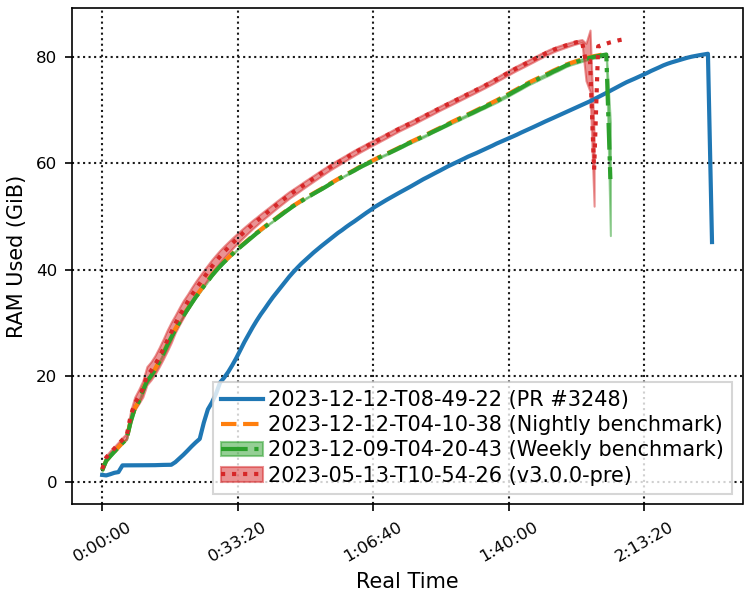 80
60
40
20
0
RAM Used (GiB)
2023-12-12-T08-49-22 (PR #3248)
2023-12-12-T04-10-38 (Nightly benchmark)
2023-12-09-T04-20-43 (Weekly benchmark)
2023-05-13-T10-54-26 (v3.0.0-pre)
0:00:00
0:33:20
1:06:40
1:40:00
2:13:20
Real Time